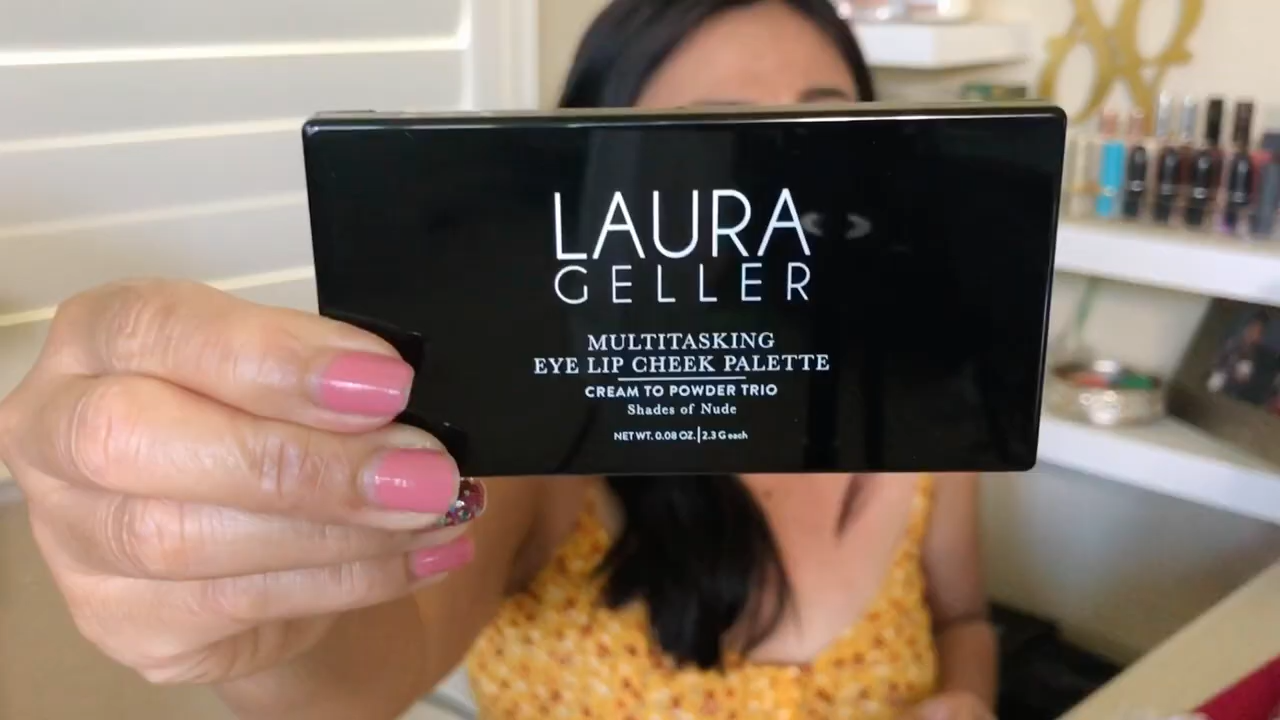 LAURA
GELLER
MULTITASKING
EYE LIP CHEEK PALETTE
CREAM TO POWDER TRIO
Shades of Nude
NET WT. 0.08 OZ. | 2.3 G each